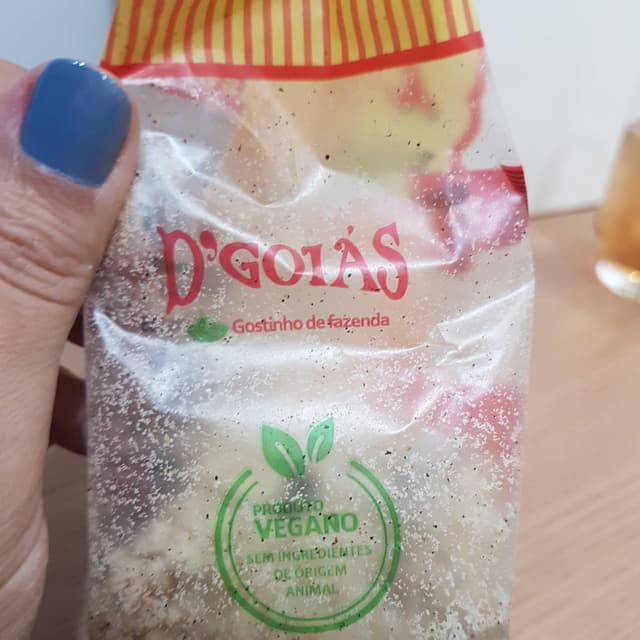 D'GOIÁS
Gostinho de fazenda
PRODUTO
VEGANO
SEM INGREDIENTES
DE ORIGEM
ANIMAL